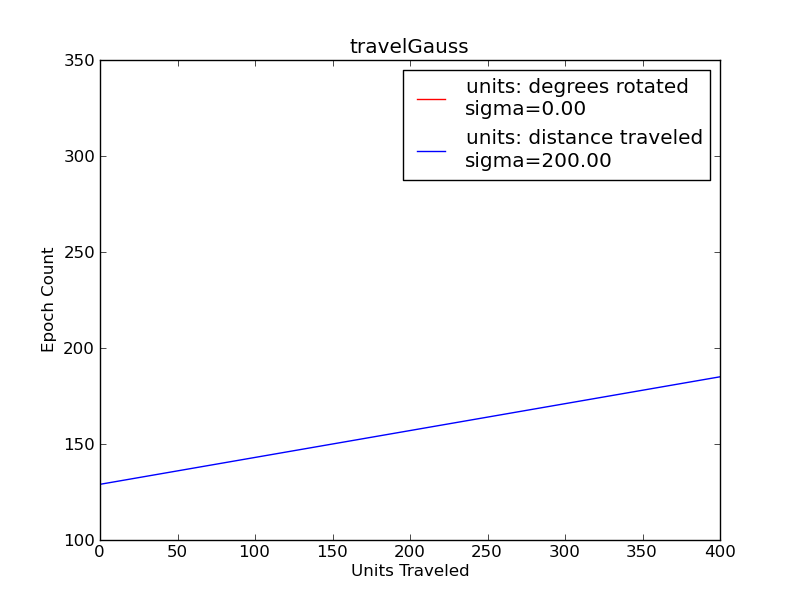 travelGauss
350
300
250
200
150
100
Epoch Count
units: degrees rotated
sigma=0.00
units: distance traveled
sigma=200.00
0 50 100 150 200 250 300 350 400
Units Traveled